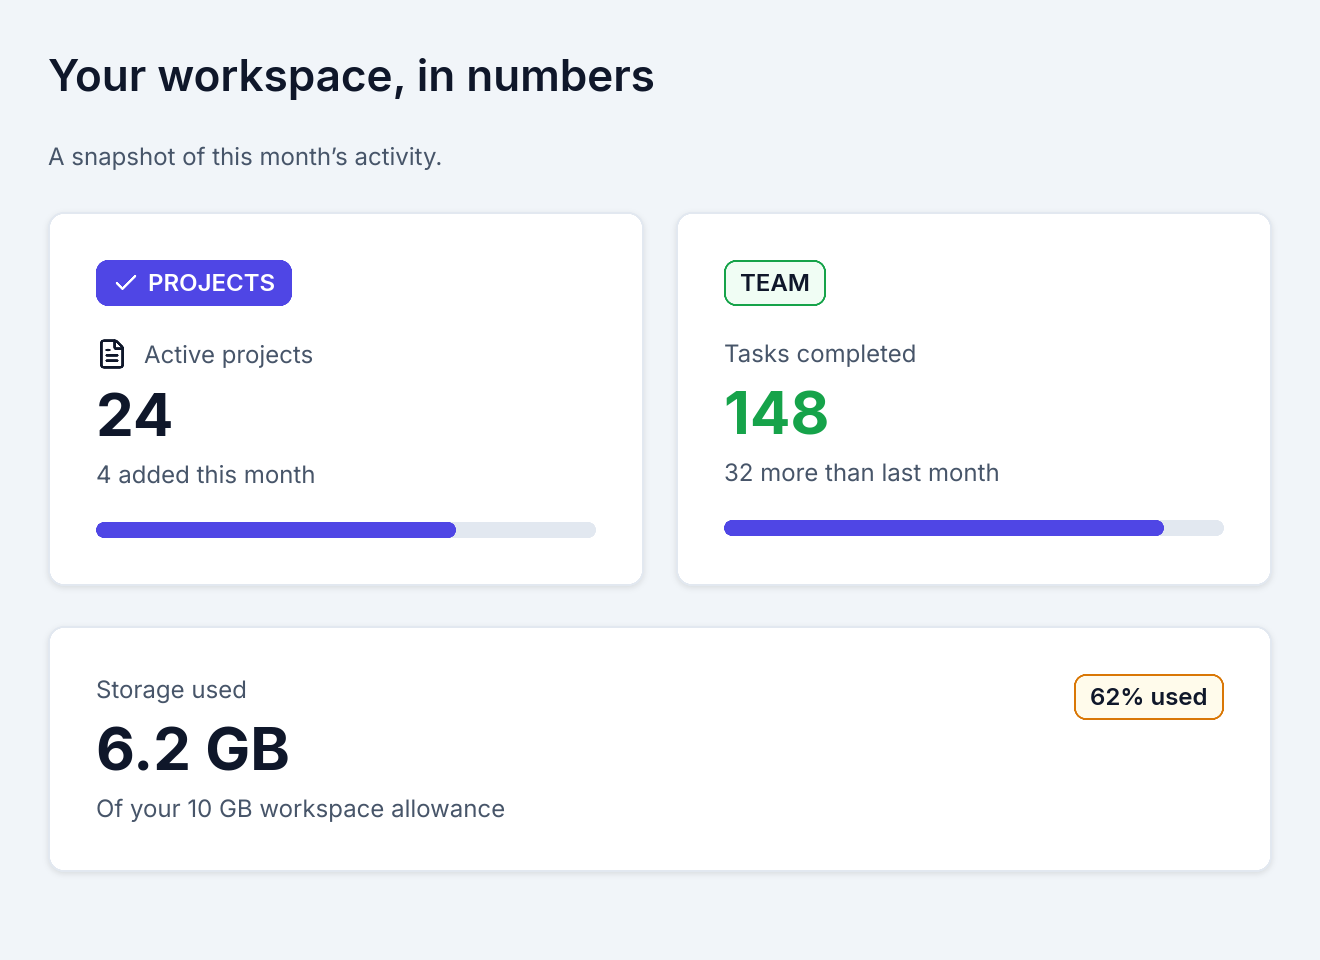 Your workspace, in numbers
A snapshot of this month’s activity.
PROJECTS
Active projects
24
4 added this month
TEAM
Tasks completed
148
32 more than last month
Storage used
6.2 GB
Of your 10 GB workspace allowance
62% used